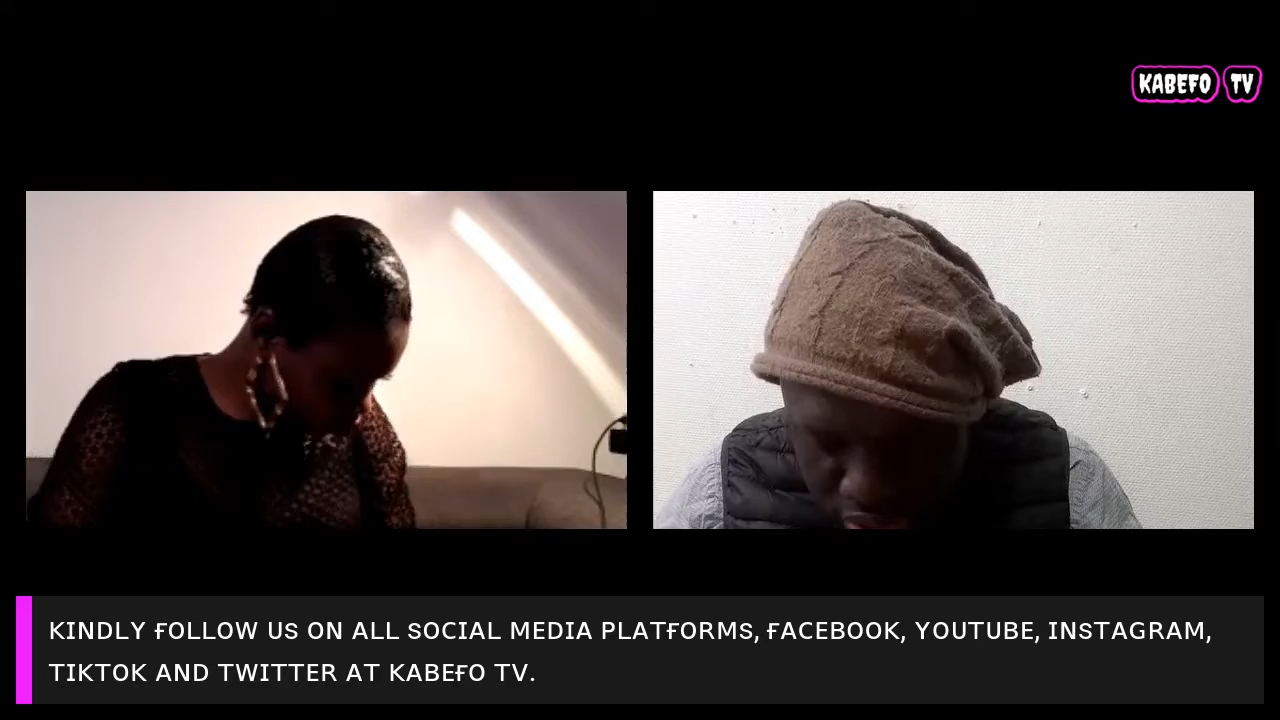 KABEFO TV
KINDLY FOLLOW US ON ALL SOCIAL MEDIA PLATFORMS, FACEBOOK, YOUTUBE, INSTAGRAM,
TIKTOK AND TWITTER AT KABEFO TV.